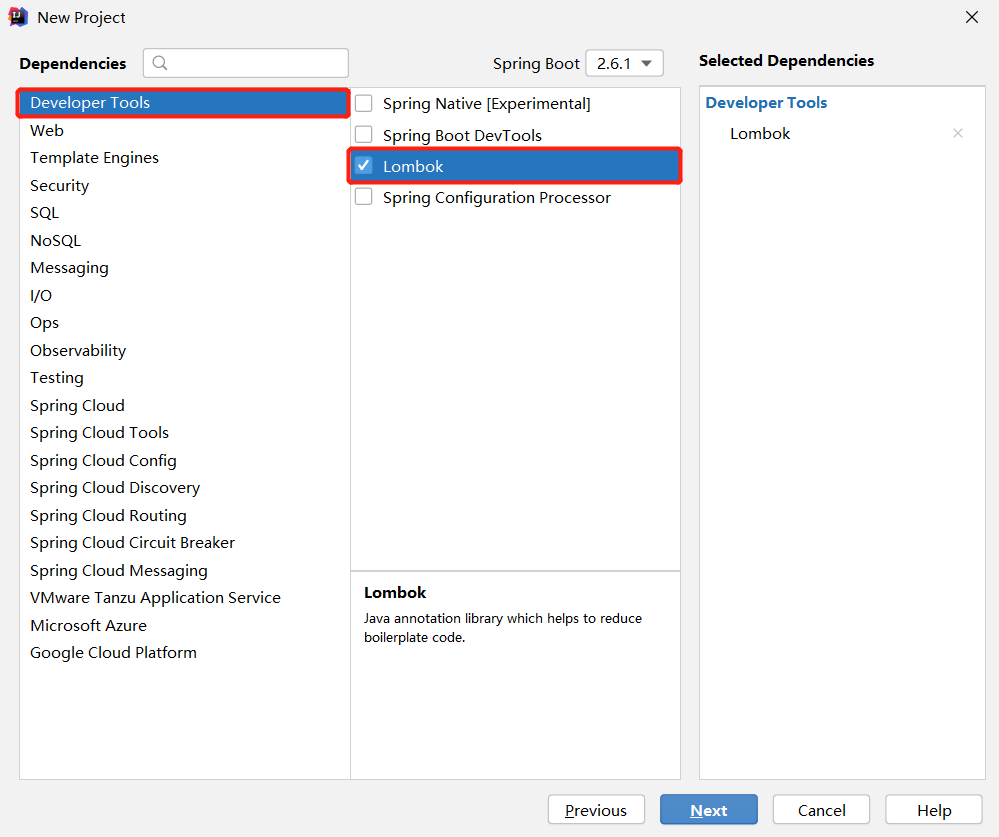 New Project
Dependencies
Spring Boot 2.6.1
Selected Dependencies
Developer Tools
Web
Template Engines
Security
SQL
NoSQL
Messaging
I/O
Ops
Observability
Testing
Spring Cloud
Spring Cloud Tools
Spring Cloud Config
Spring Cloud Discovery
Spring Cloud Routing
Spring Cloud Circuit Breaker
Spring Cloud Messaging
VMware Tanzu Application Service
Microsoft Azure
Google Cloud Platform
Spring Native [Experimental]
Spring Boot DevTools
Lombok
Spring Configuration Processor
Lombok
Java annotation library which helps to reduce
boilerplate code.
Developer Tools
Lombok
Previous
Next
Cancel
Help